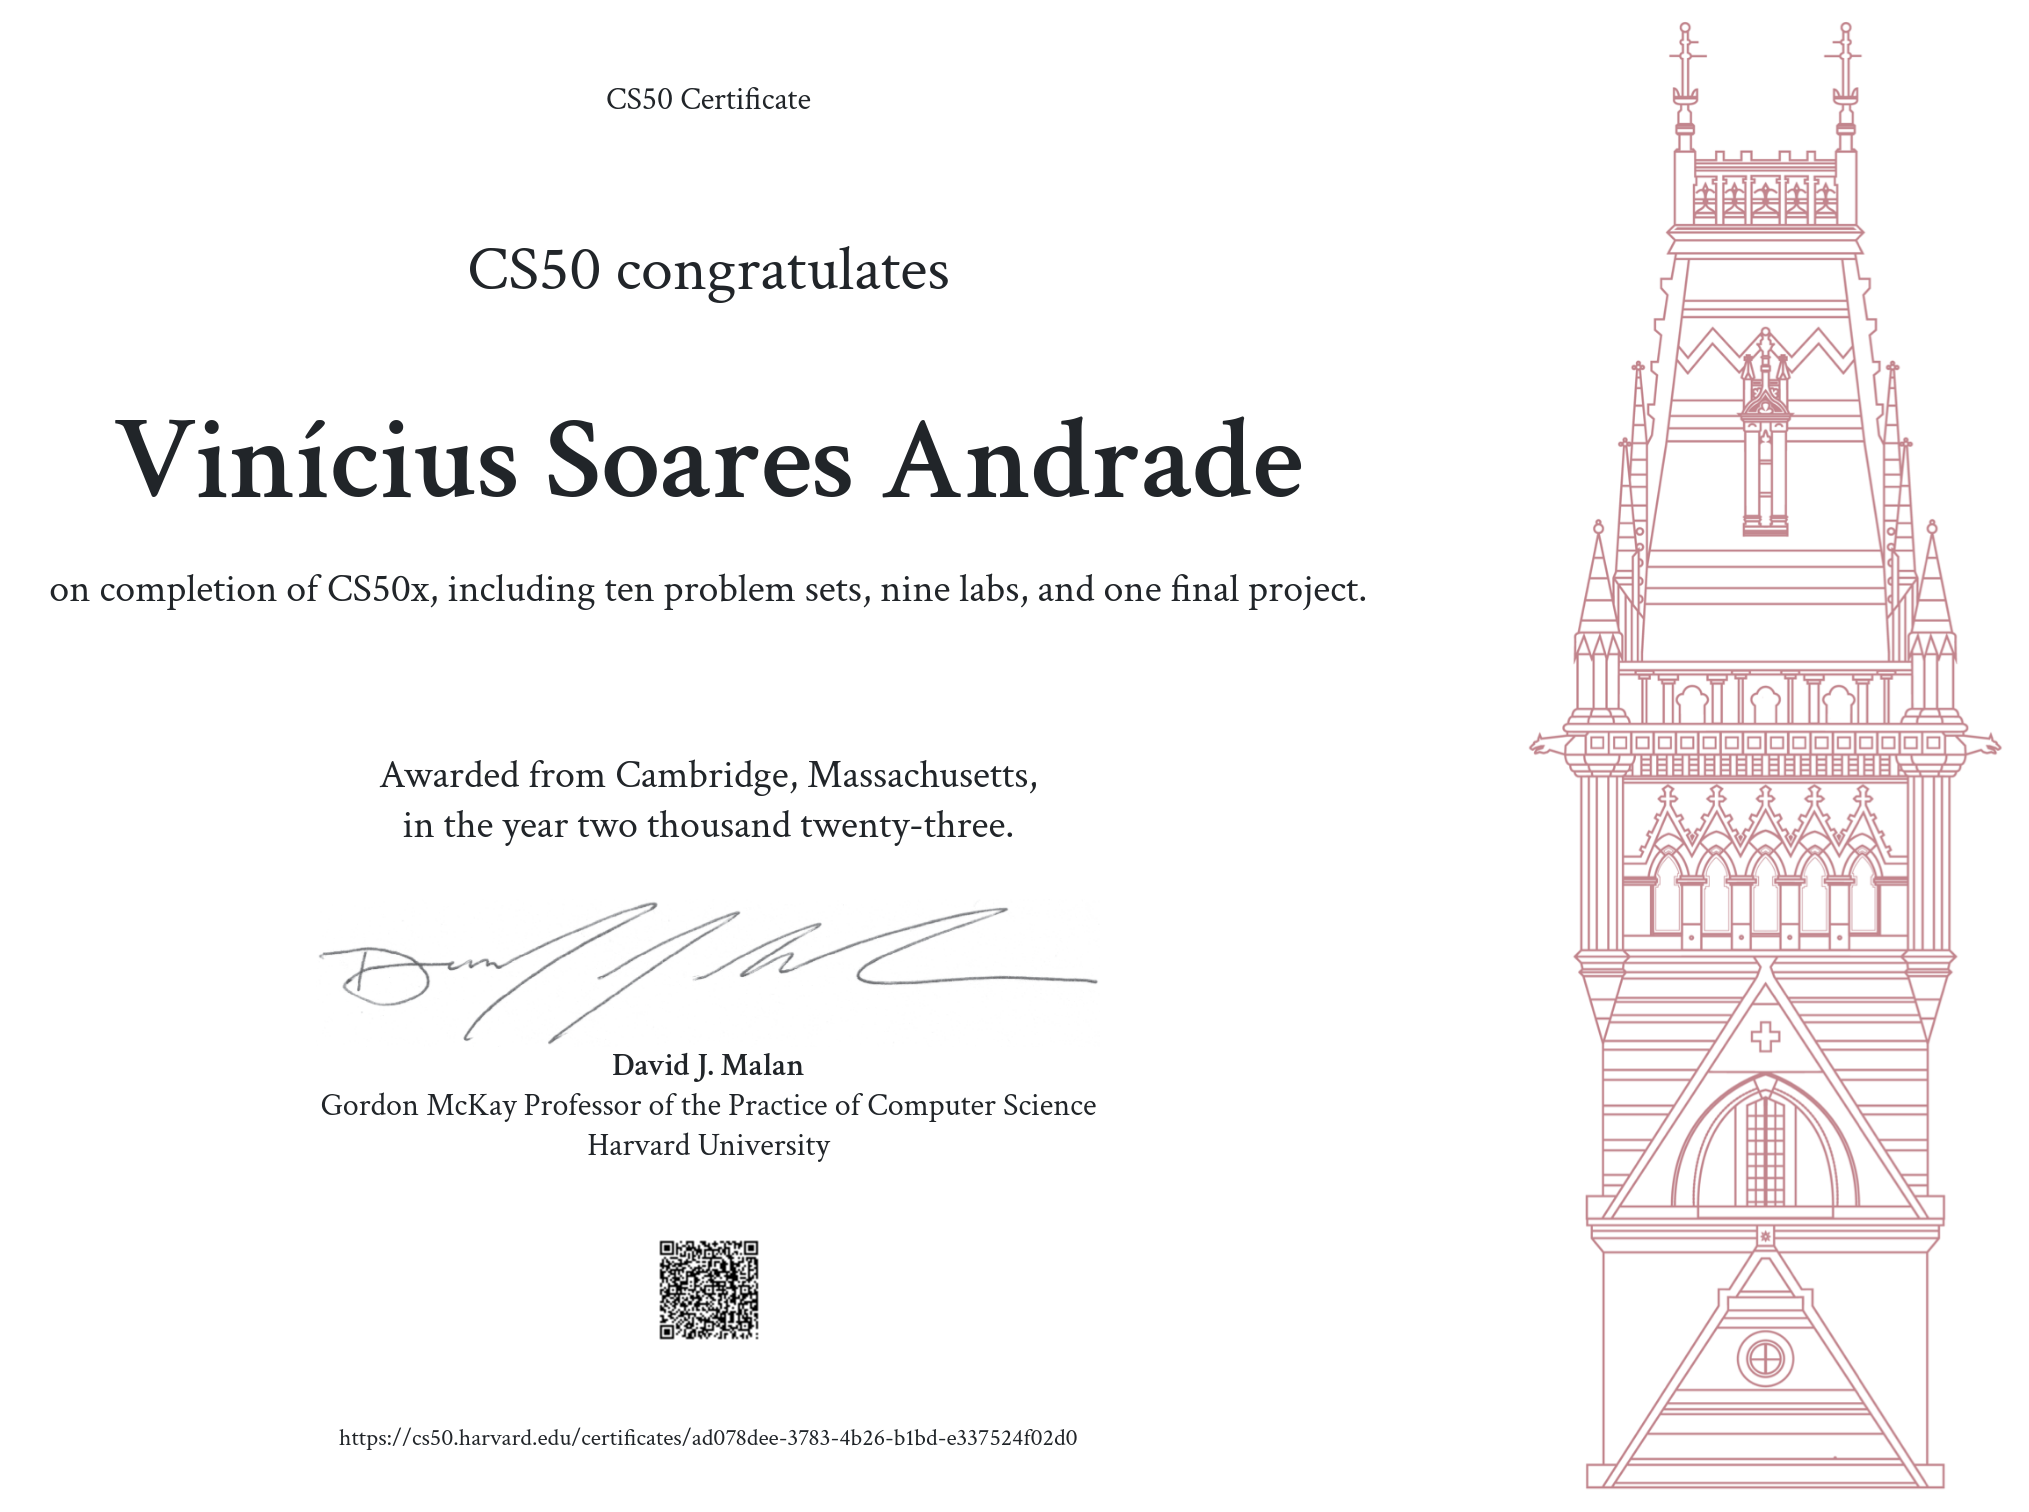 CS50 Certificate
CS50 congratulates
Vinícius Soares Andrade
on completion of CS50x, including ten problem sets, nine labs, and one final project.
Awarded from Cambridge, Massachusetts,
in the year two thousand twenty-three.
David J. Malan
Gordon McKay Professor of the Practice of Computer Science
Harvard University
https://cs50.harvard.edu/certificates/ad078dee-3783-4b26-b1bd-e337524f02d0